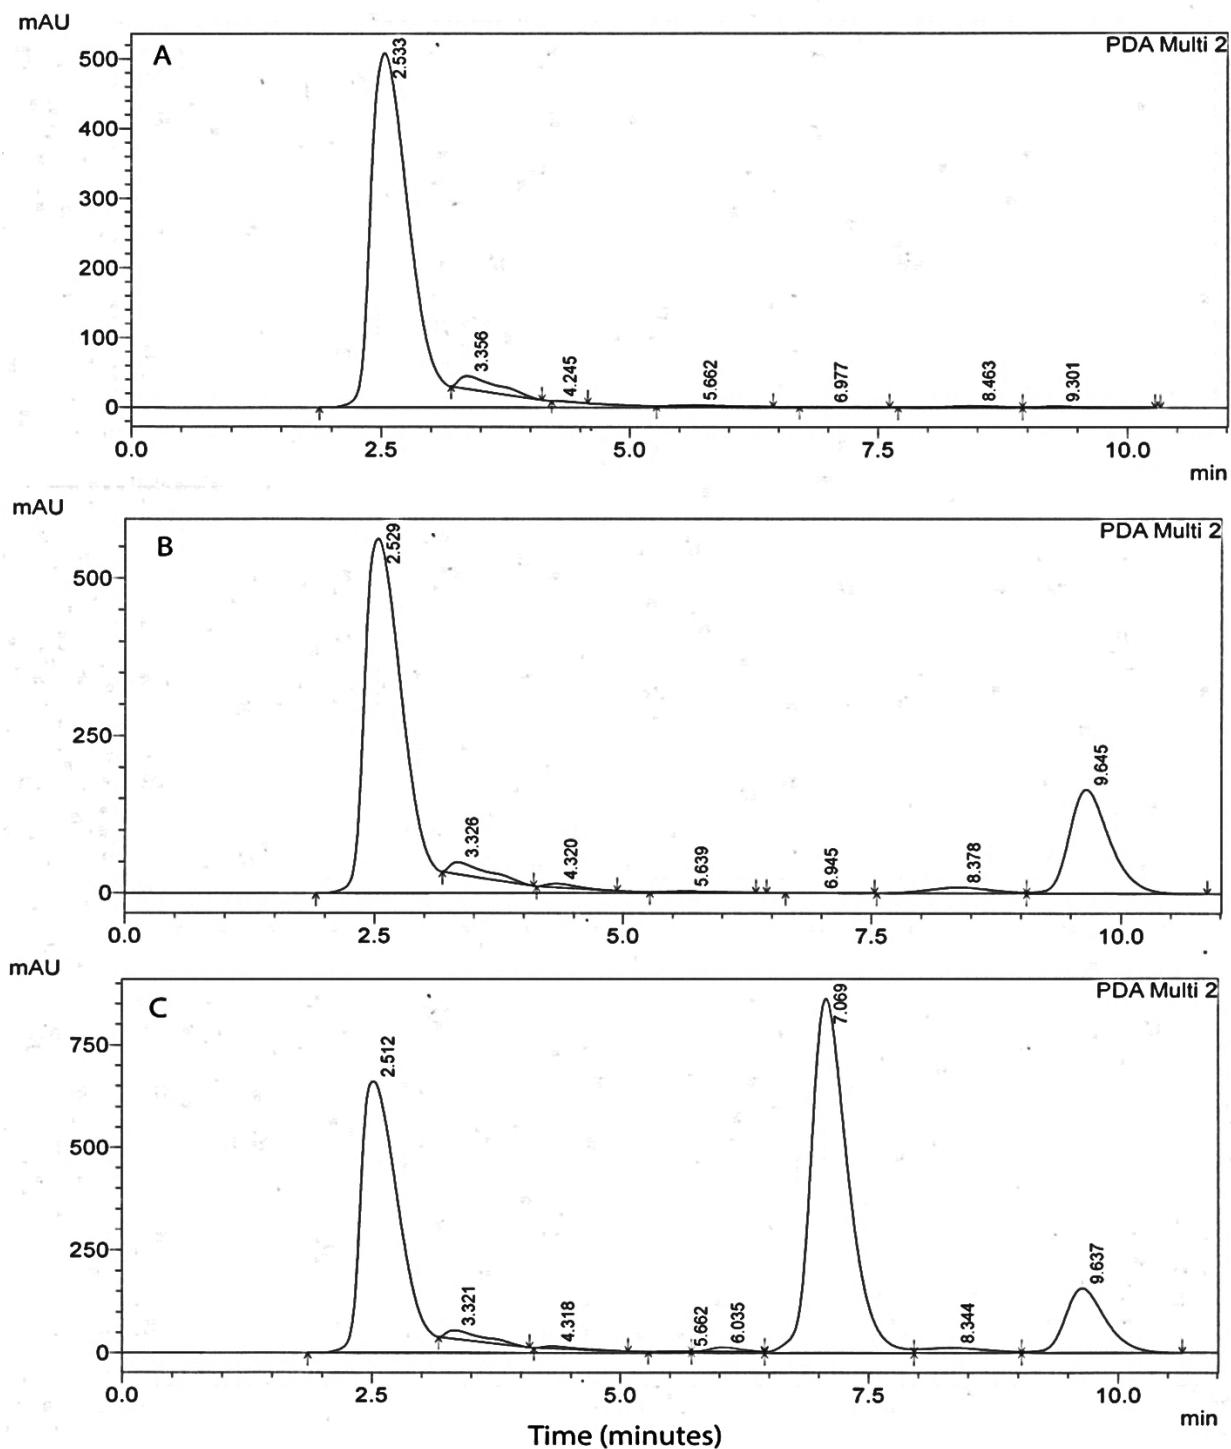 mAU
A
PDA Multi 2
2.533
3.356
4.245
5.662
6.977
8.463
9.301
500
400
300
200
100
0
0.0 2.5 5.0 7.5 10.0
min
mAU
B
PDA Multi 2
2.529
3.326
4.320
5.639
6.945
8.378
9.645
500
250
0
0.0 2.5 5.0 7.5 10.0
mAU
C
PDA Multi 2
2.512
3.321
4.318
5.662
6.035
7.069
8.344
9.637
750
500
250
0
0.0 2.5 5.0 7.5 10.0
min
Time (minutes)